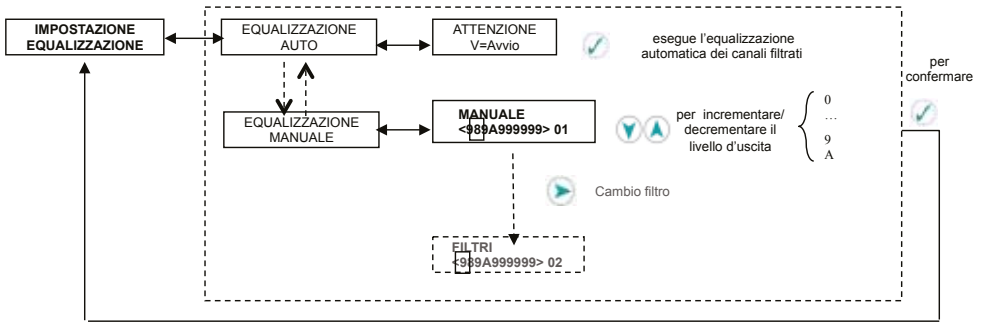 IMPOSTAZIONE
EQUALIZZAZIONE
EQUALIZZAZIONE
AUTO
ATTENZIONE
V=Avvio
esegue l'equalizzazione
automatica dei canali filtrati
per
confermare
EQUALIZZAZIONE
MANUALE
MANUALE
<989A999999> 01
per incrementare/
decrementare il
livello d'uscita
0
...
9
A
Cambio filtro
FILTRI
<989A999999> 02